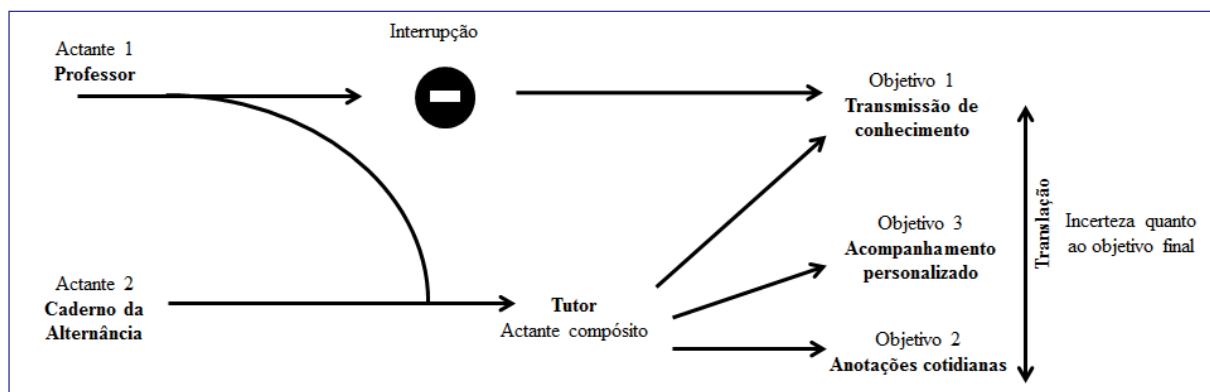 Interrupção
Actante 1
Professor
Objetivo 1
Transmissão de
conhecimento
Objetivo 3
Acompanhamento
personalizado
Translação
Incerteza quanto
ao objetivo final
Actante 2
Caderno da
Alternância
Tutor
Actante compósito
Objetivo 2
Anotações cotidianas